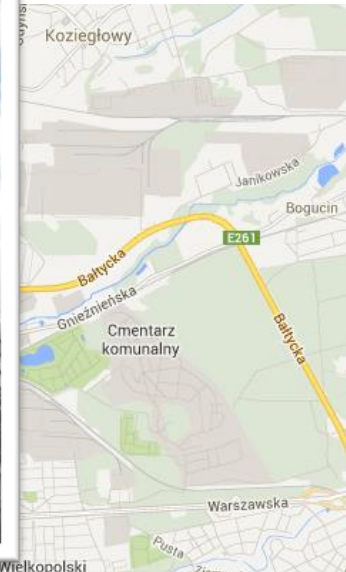 Koziegłowy
Janikowska
Bogucin
E261
Bałtycka
Gnieźnieńska
Bałtycka
Cmentarz
komunalny
Warszawska
Pusta
Wielkopolski